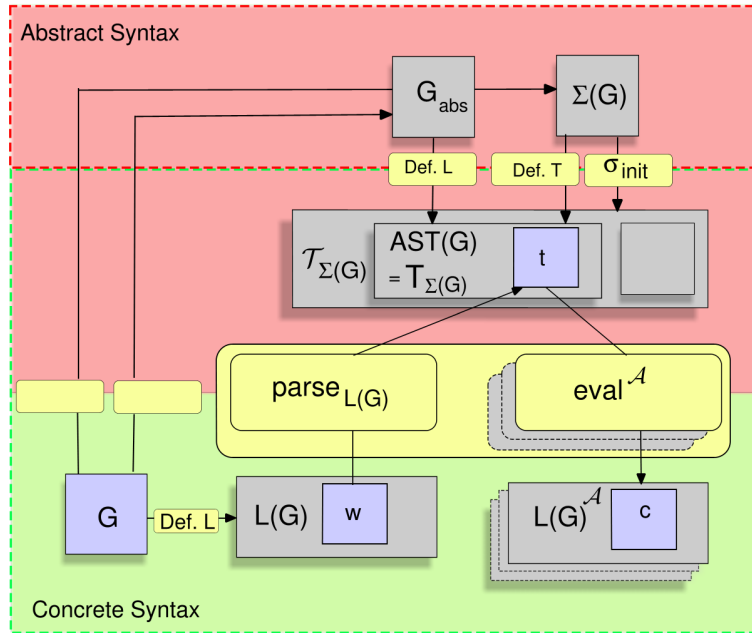 Abstract Syntax
G_abs
Σ(G)
Def. L
Def. T
σ_init
𝒯_Σ(G)
AST(G)
= T_Σ(G)
t
parse_L(G)
eval^𝒜
G
Def. L
L(G)
w
L(G)^𝒜
c
Concrete Syntax